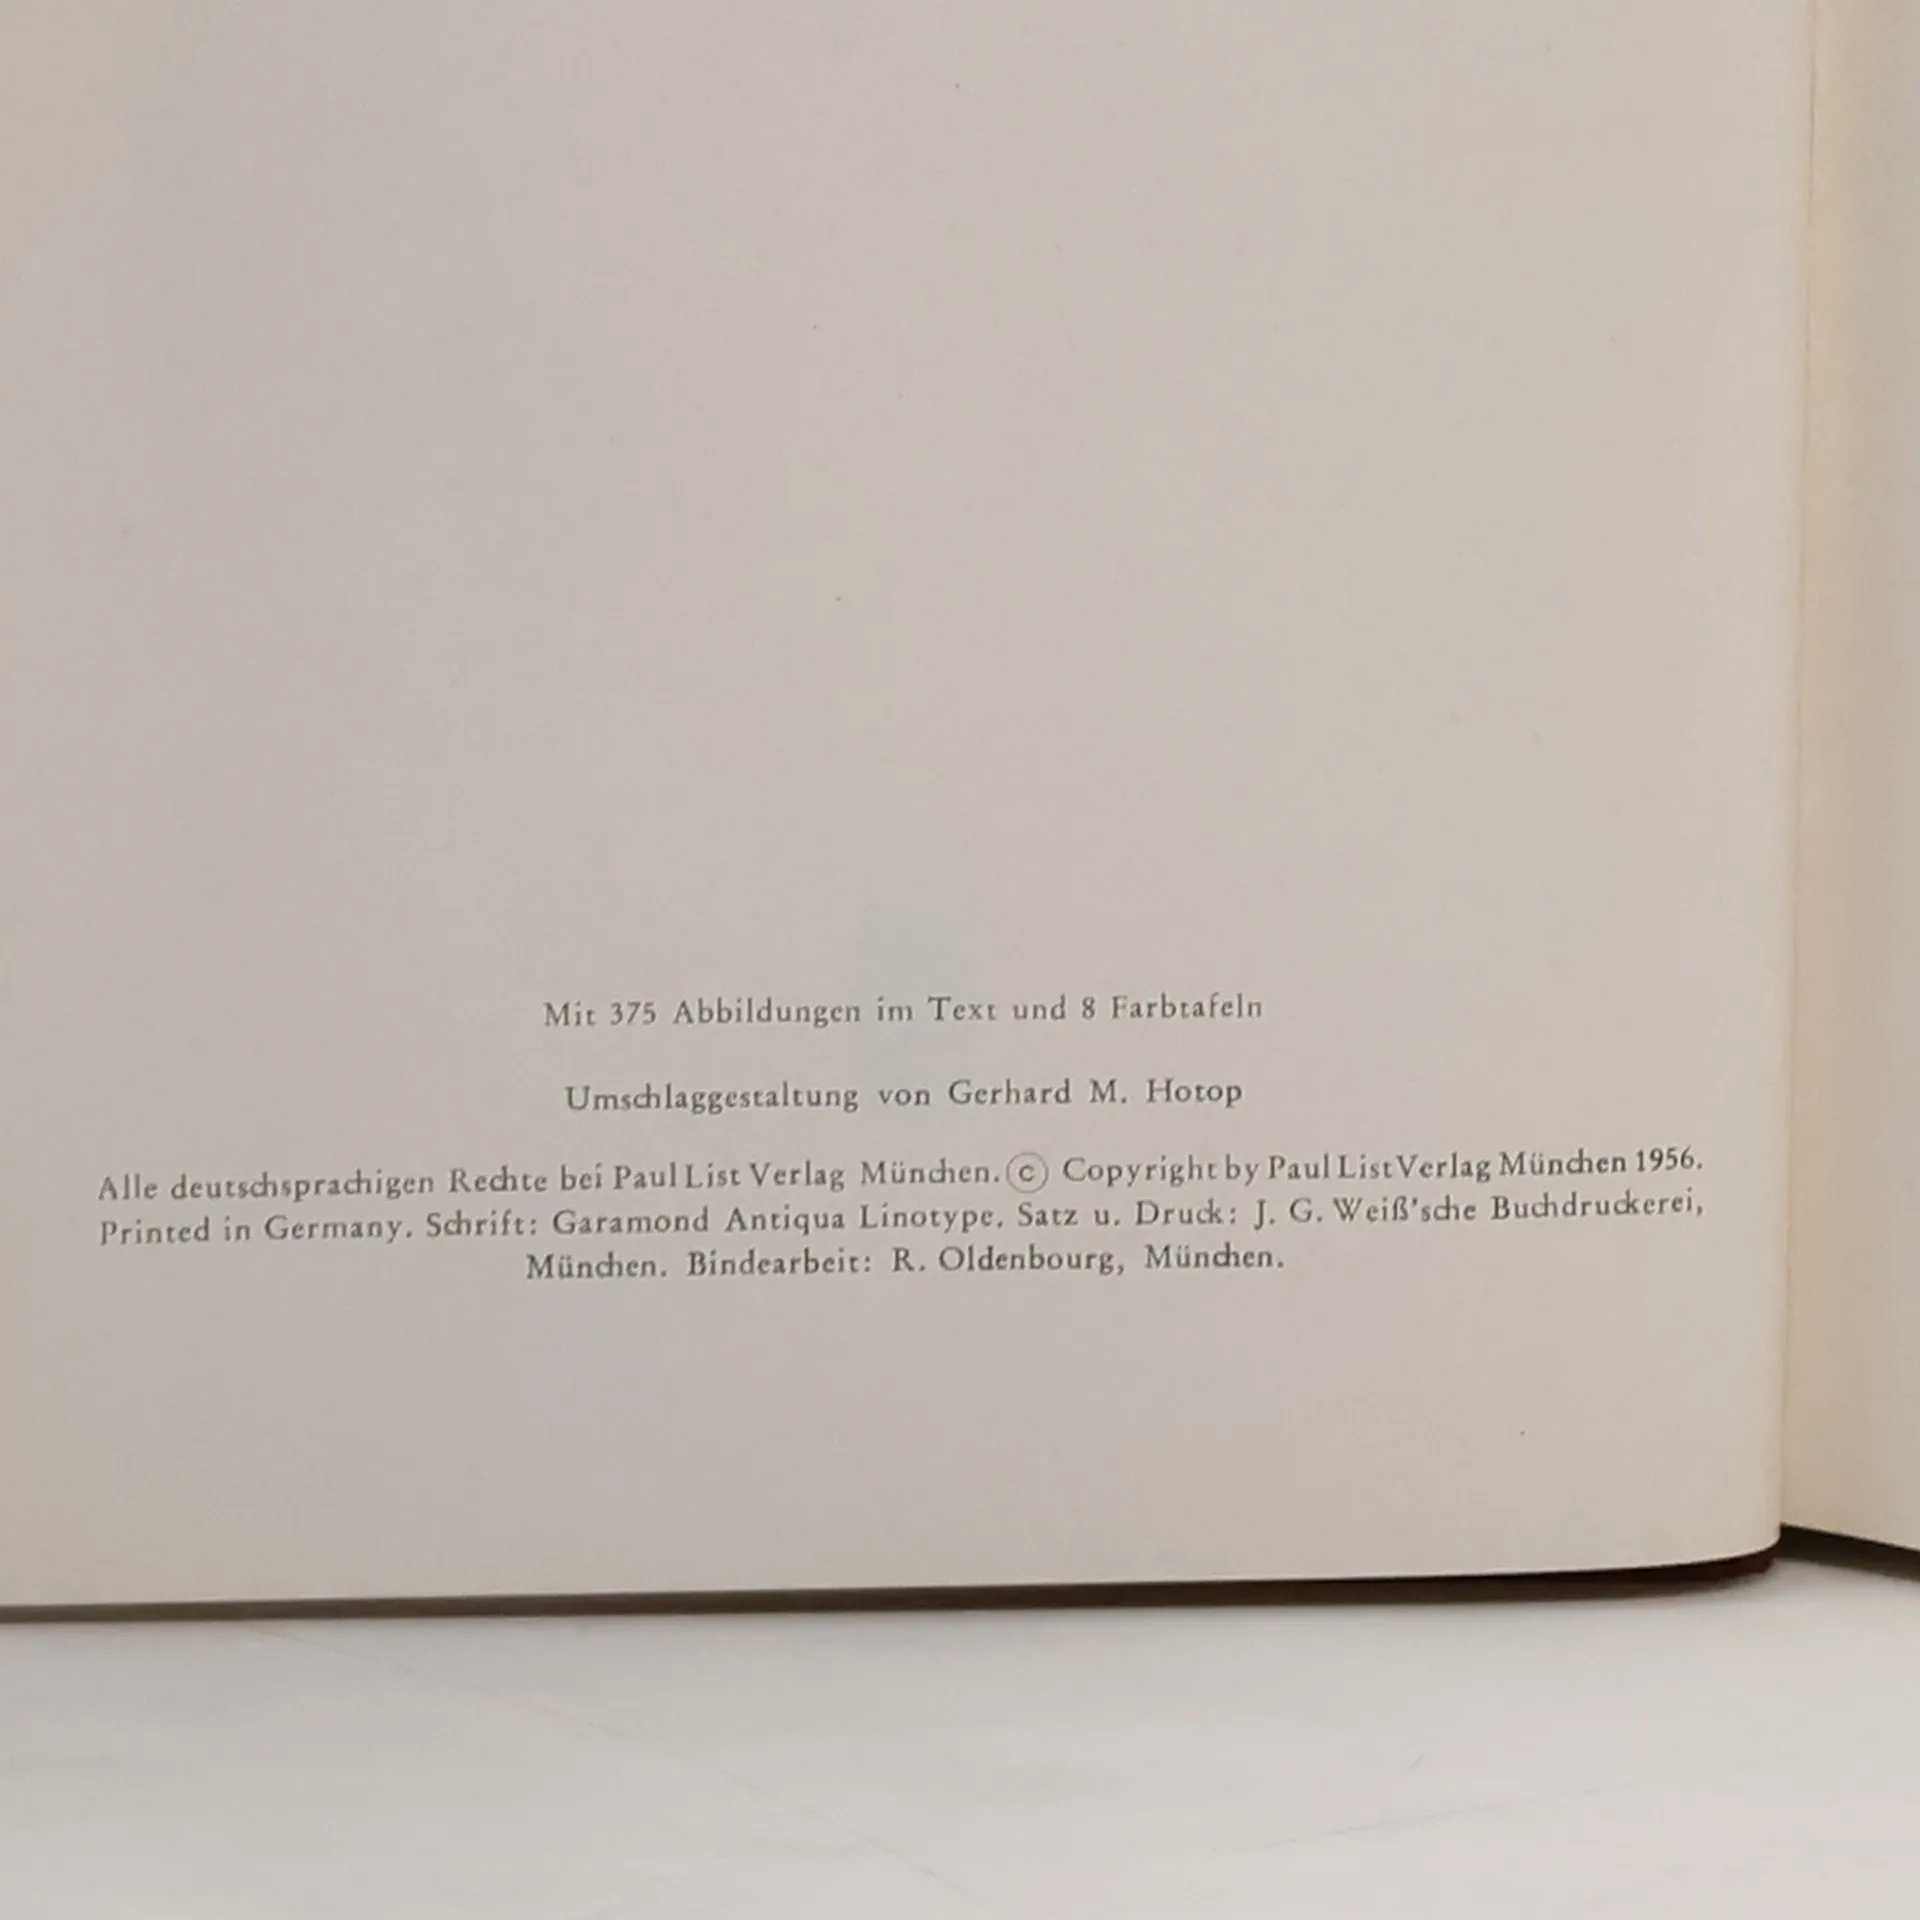 Mit 375 Abbildungen im Text und 8 Farbtafeln
Umschlaggestaltung von Gerhard M. Hotop
Alle deutschsprachigen Rechte bei Paul List Verlag München. © Copyright by Paul List Verlag München 1956.
Printed in Germany. Schrift: Garamond Antiqua Linotype. Satz u. Druck: J. G. Weiß'sche Buchdruckerei,
München. Bindearbeit: R. Oldenbourg, München.